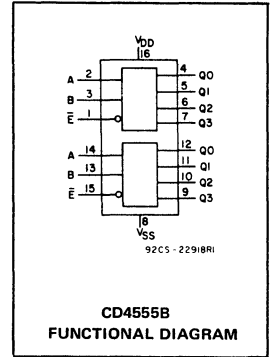 VDD
16
A 2 4 Q0
B 3 5 Q1
E̅ 1 6 Q2
7 Q3
A 14 12 Q0
B 13 11 Q1
E̅ 15 10 Q2
9 Q3
8
VSS
92CS-22918R1
CD4555B
FUNCTIONAL DIAGRAM